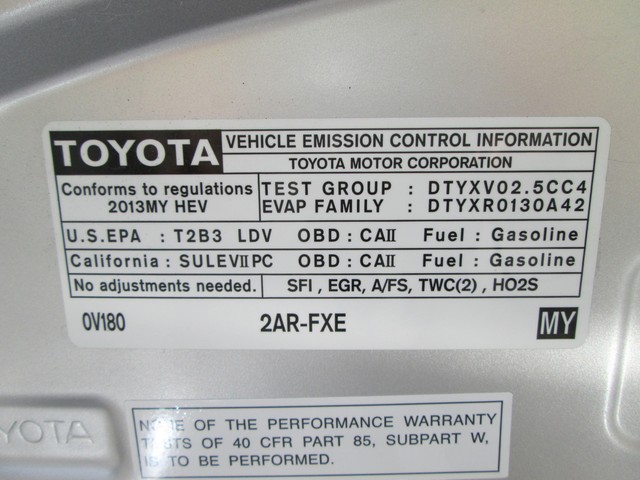 TOYOTA VEHICLE EMISSION CONTROL INFORMATION
TOYOTA MOTOR CORPORATION
Conforms to regulations
2013MY HEV
TEST GROUP : DTYXV02.5CC4
EVAP FAMILY : DTYXR0130A42
U.S.EPA : T2B3 LDV OBD : CAII Fuel : Gasoline
California : SULEVII PC OBD : CAII Fuel : Gasoline
No adjustments needed. SFI , EGR, A/FS, TWC(2) , HO2S
0V180 2AR-FXE MY
NONE OF THE PERFORMANCE WARRANTY
TESTS OF 40 CFR PART 85, SUBPART W,
IS TO BE PERFORMED.
TOYOTA